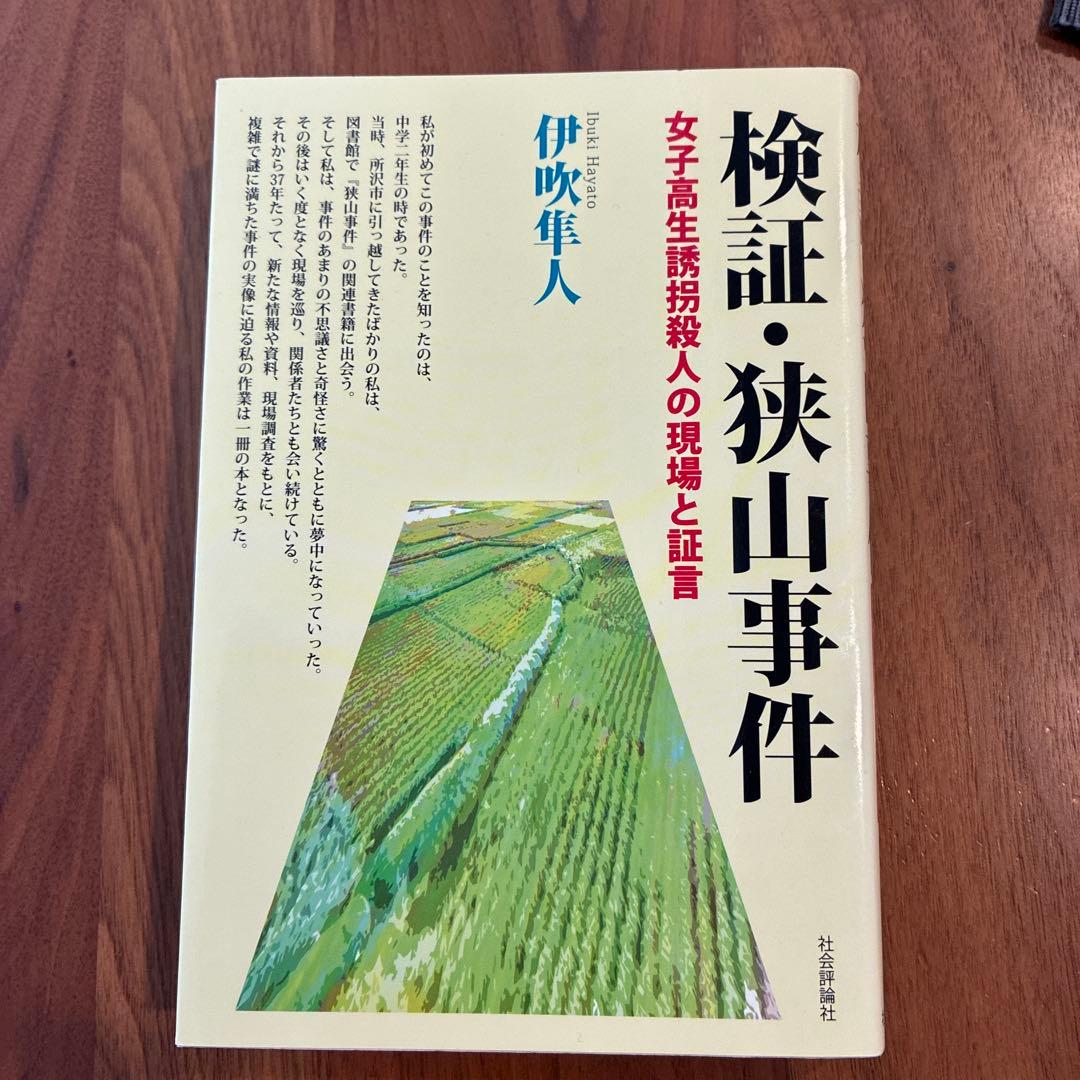 検証・狭山事件
女子高生誘拐殺人の現場と証言
Ibuki Hayato
伊吹隼人
私が初めてこの事件のことを知ったのは、
中学二年生の時であった。
当時、所沢市に引っ越してきたばかりの私は、
図書館で『狭山事件』の関連書籍に出会う。
そして私は、事件のあまりの不思議さと奇怪さに驚くとともに夢中になっていった。
その後はいく度となく現場を巡り、関係者たちとも会い続けている。
それから37年たって、新たな情報や資料、現場調査をもとに、
複雑で謎に満ちた事件の実像に迫る私の作業は一冊の本となった。
社会評論社